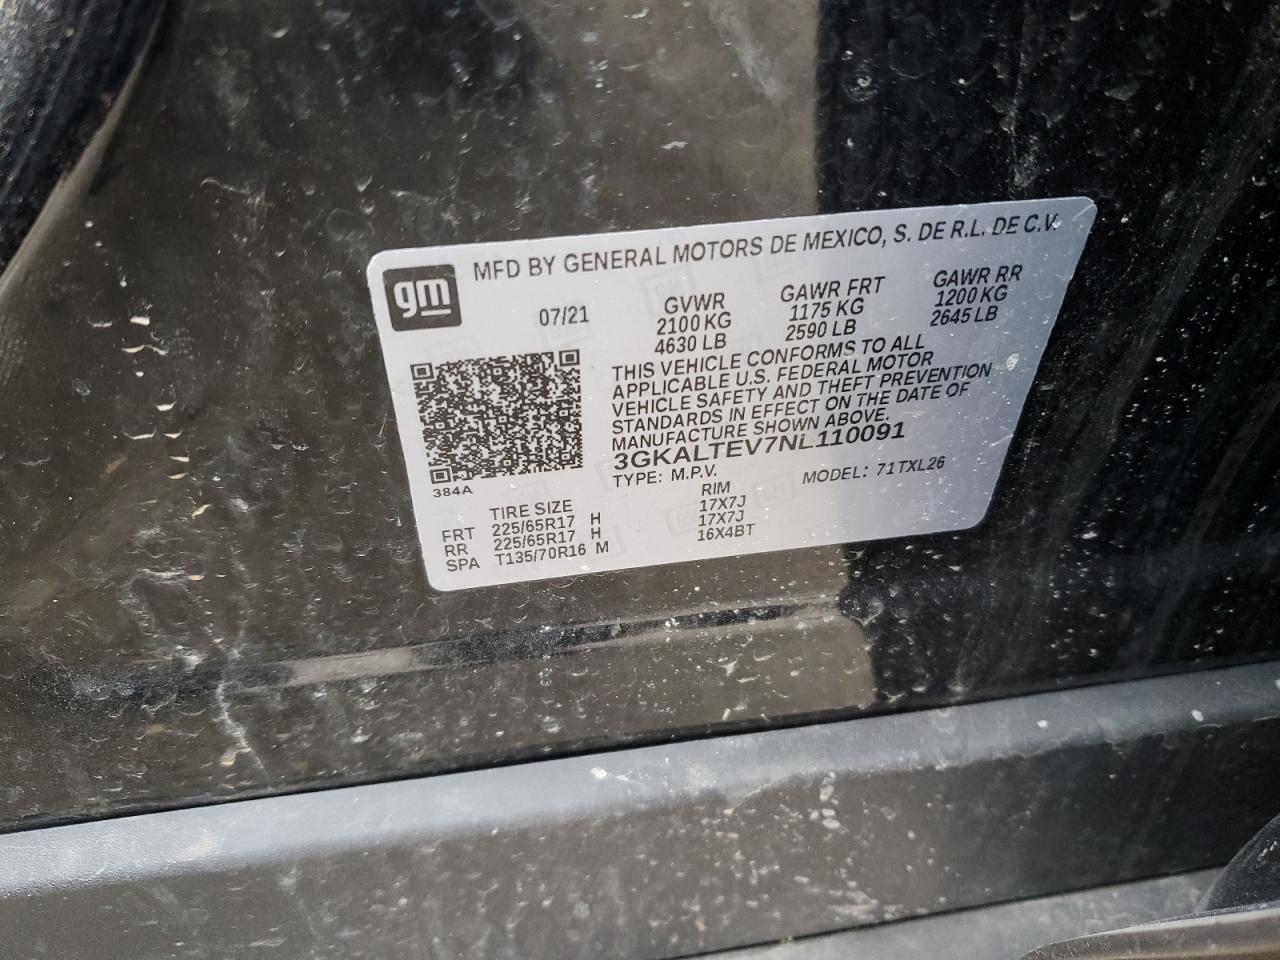 gm
MFD BY GENERAL MOTORS DE MEXICO, S. DE R.L. DE C.V.
07/21
GVWR GAWR FRT GAWR RR
2100 KG 1175 KG 1200 KG
4630 LB 2590 LB 2645 LB
THIS VEHICLE CONFORMS TO ALL
APPLICABLE U.S. FEDERAL MOTOR
VEHICLE SAFETY AND THEFT PREVENTION
STANDARDS IN EFFECT ON THE DATE OF
MANUFACTURE SHOWN ABOVE.
3GKALTEV7NL110091
TYPE: M.P.V. MODEL: 71TXL26
384A
TIRE SIZE RIM
FRT 225/65R17 H 17X7J
RR 225/65R17 H 17X7J
SPA T135/70R16 M 16X4BT